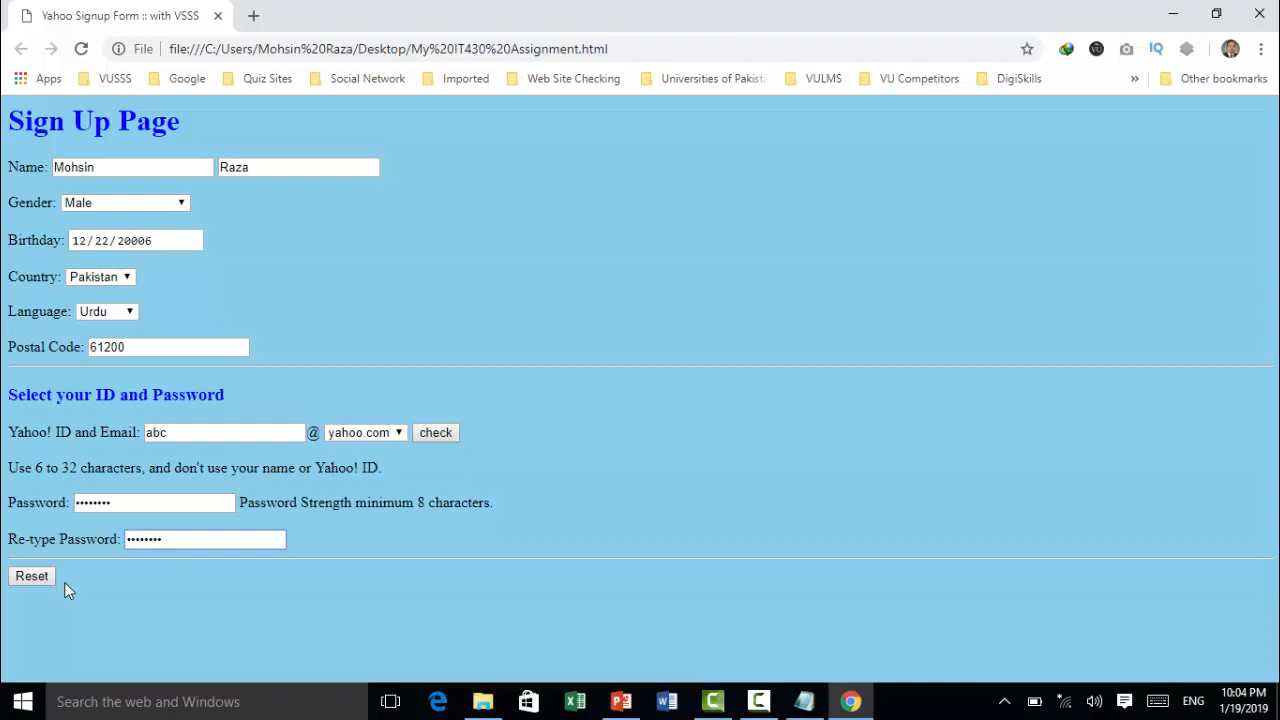 Yahoo Signup Form :: with VSSS
File file:///C:/Users/Mohsin%20Raza/Desktop/My%20IT430%20Assignment.html IQ
Apps VUSSS Google Quiz Sites Social Network Imported Web Site Checking Universities of Pakista VULMS VU Competitors DigiSkills » Other bookmarks
Sign Up Page
Name: Mohsin Raza
Gender: Male
Birthday: 12/22/20006
Country: Pakistan
Language: Urdu
Postal Code: 61200
Select your ID and Password
Yahoo! ID and Email: abc @ yahoo.com check
Use 6 to 32 characters, and don't use your name or Yahoo! ID.
Password: •••••••• Password Strength minimum 8 characters.
Re-type Password: ••••••••
Reset
Search the web and Windows ENG 10:04 PM
1/19/2019